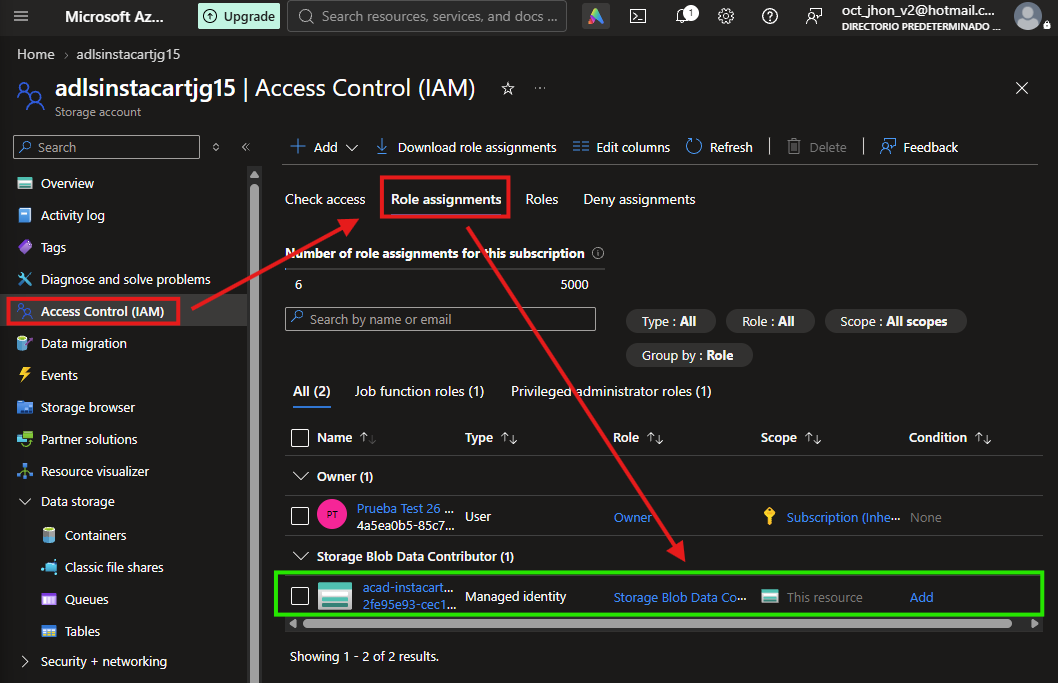 Microsoft Az...
Upgrade
Search resources, services, and docs ...
1
oct_jhon_v2@hotmail.c...
DIRECTORIO PREDETERMINADO ...
Home > adlsinstacartjg15
adlsinstacartjg15 | Access Control (IAM)
Storage account
Search
Add
Download role assignments
Edit columns
Refresh
Delete
Feedback
Overview
Activity log
Tags
Diagnose and solve problems
Access Control (IAM)
Data migration
Events
Storage browser
Partner solutions
Resource visualizer
Data storage
Containers
Classic file shares
Queues
Tables
Security + networking
Check access
Role assignments
Roles
Deny assignments
Number of role assignments for this subscription
6
5000
Search by name or email
Type : All
Role : All
Scope : All scopes
Group by : Role
All (2)
Job function roles (1)
Privileged administrator roles (1)
Name
Type
Role
Scope
Condition
Owner (1)
PT
Prueba Test 26 ...
4a5ea0b5-85c7...
User
Owner
Subscription (Inhe...
None
Storage Blob Data Contributor (1)
acad-instacart...
2fe95e93-cec1...
Managed identity
Storage Blob Data Co...
This resource
Add
Showing 1 - 2 of 2 results.